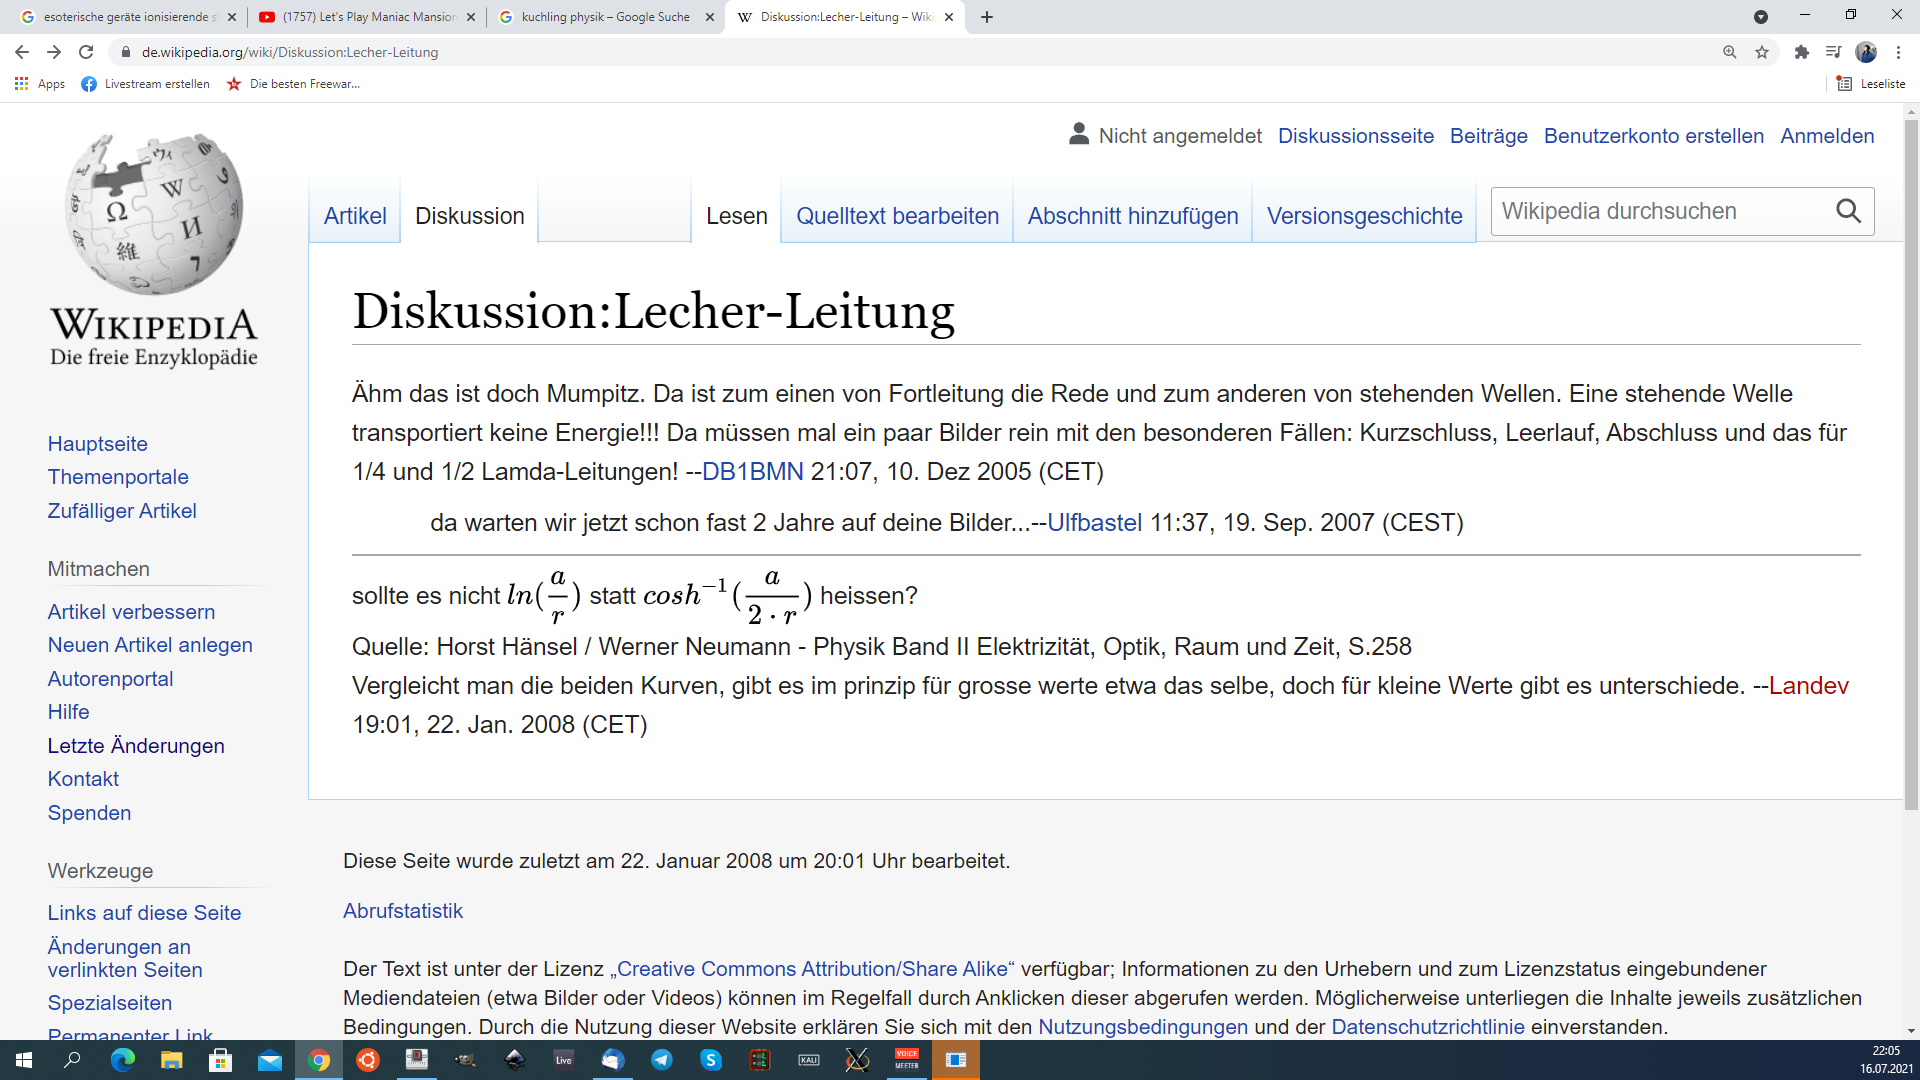 esoterische geräte ionisierende s
(1757) Let's Play Maniac Mansion
kuchling physik – Google Suche
Diskussion:Lecher-Leitung – Wiki
de.wikipedia.org/wiki/Diskussion:Lecher-Leitung
Apps
Livestream erstellen
Die besten Freewar...
Leseliste
Nicht angemeldet Diskussionsseite Beiträge Benutzerkonto erstellen Anmelden
Artikel Diskussion Lesen Quelltext bearbeiten Abschnitt hinzufügen Versionsgeschichte
Wikipedia durchsuchen
WIKIPEDIA
Die freie Enzyklopädie
Hauptseite
Themenportale
Zufälliger Artikel
Mitmachen
Artikel verbessern
Neuen Artikel anlegen
Autorenportal
Hilfe
Letzte Änderungen
Kontakt
Spenden
Werkzeuge
Links auf diese Seite
Änderungen an
verlinkten Seiten
Spezialseiten
Permanenter Link
Diskussion:Lecher-Leitung
Ähm das ist doch Mumpitz. Da ist zum einen von Fortleitung die Rede und zum anderen von stehenden Wellen. Eine stehende Welle
transportiert keine Energie!!! Da müssen mal ein paar Bilder rein mit den besonderen Fällen: Kurzschluss, Leerlauf, Abschluss und das für
1/4 und 1/2 Lamda-Leitungen! --DB1BMN 21:07, 10. Dez 2005 (CET)
da warten wir jetzt schon fast 2 Jahre auf deine Bilder...--Ulfbastel 11:37, 19. Sep. 2007 (CEST)
sollte es nicht ln(a/r) statt cosh⁻¹(a/(2·r)) heissen?
Quelle: Horst Hänsel / Werner Neumann - Physik Band II Elektrizität, Optik, Raum und Zeit, S.258
Vergleicht man die beiden Kurven, gibt es im prinzip für grosse werte etwa das selbe, doch für kleine Werte gibt es unterschiede. --Landev
19:01, 22. Jan. 2008 (CET)
Diese Seite wurde zuletzt am 22. Januar 2008 um 20:01 Uhr bearbeitet.
Abrufstatistik
Der Text ist unter der Lizenz „Creative Commons Attribution/Share Alike“ verfügbar; Informationen zu den Urhebern und zum Lizenzstatus eingebundener
Mediendateien (etwa Bilder oder Videos) können im Regelfall durch Anklicken dieser abgerufen werden. Möglicherweise unterliegen die Inhalte jeweils zusätzlichen
Bedingungen. Durch die Nutzung dieser Website erklären Sie sich mit den Nutzungsbedingungen und der Datenschutzrichtlinie einverstanden.
Live
KALI
VOICE
MEETER
22:05
16.07.2021